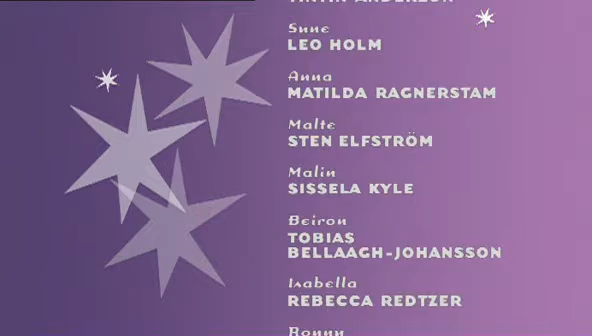 Sune
LEO HOLM
Anna
MATILDA RAGNERSTAM
Malte
STEN ELFSTRÖM
Malin
SISSELA KYLE
Beiron
TOBIAS
BELLAAGH-JOHANSSON
Isabella
REBECCA REDTZER